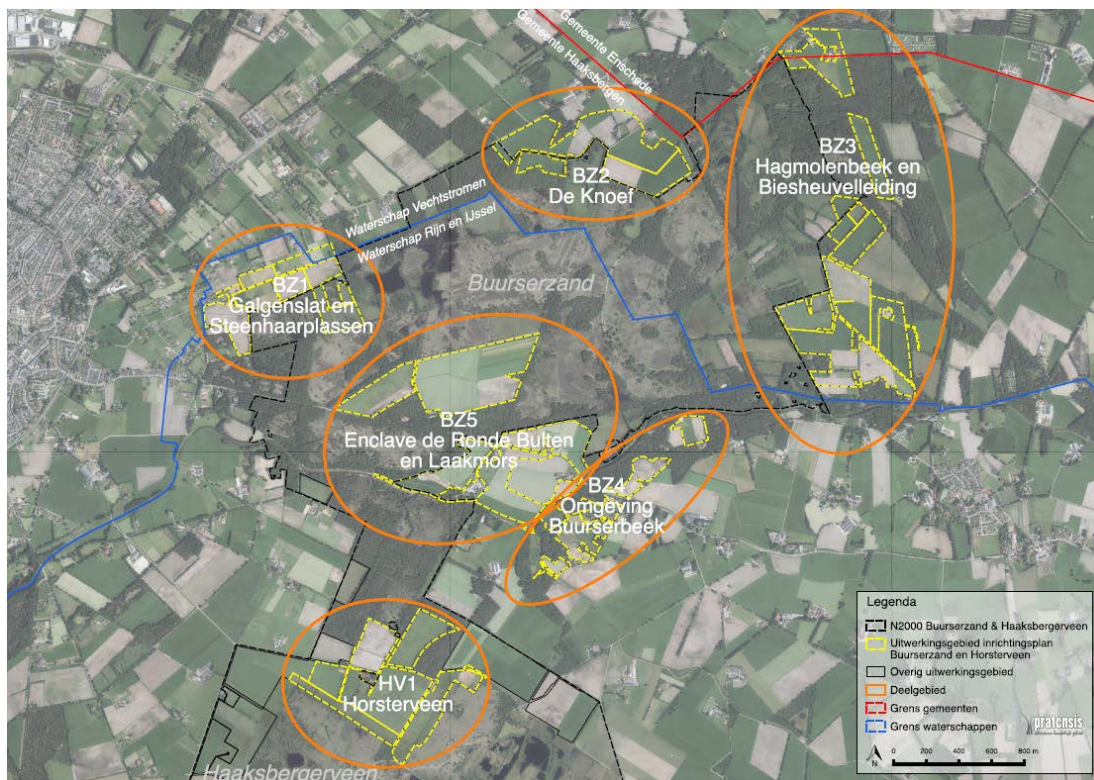 Gemeente Enschede
Gemeente Haaksbergen
BZ3
Hagmolenbeek en
Biesheuvelleiding
BZ2
De Knoef
Waterschap Vechtstromen
Waterschap Rijn en IJssel
BZ1
Galgenslat en
Steenhaarplassen
Buurserzand
BZ5
Enclave de Ronde Bulten
en Laakmors
BZ4
Omgeving
Buurserbeek
HV1
Horsterveen
Haaksbergerveen
Legenda
N2000 Buurserzand & Haaksbergerveen
Uitwerkingsgebied inrichtingsplan
Buurserzand en Horsterveen
Overig uitwerkingsgebied
Deelgebied
Grens gemeenten
Grens waterschappen
pratensis
N
0 200 400 600 800 m